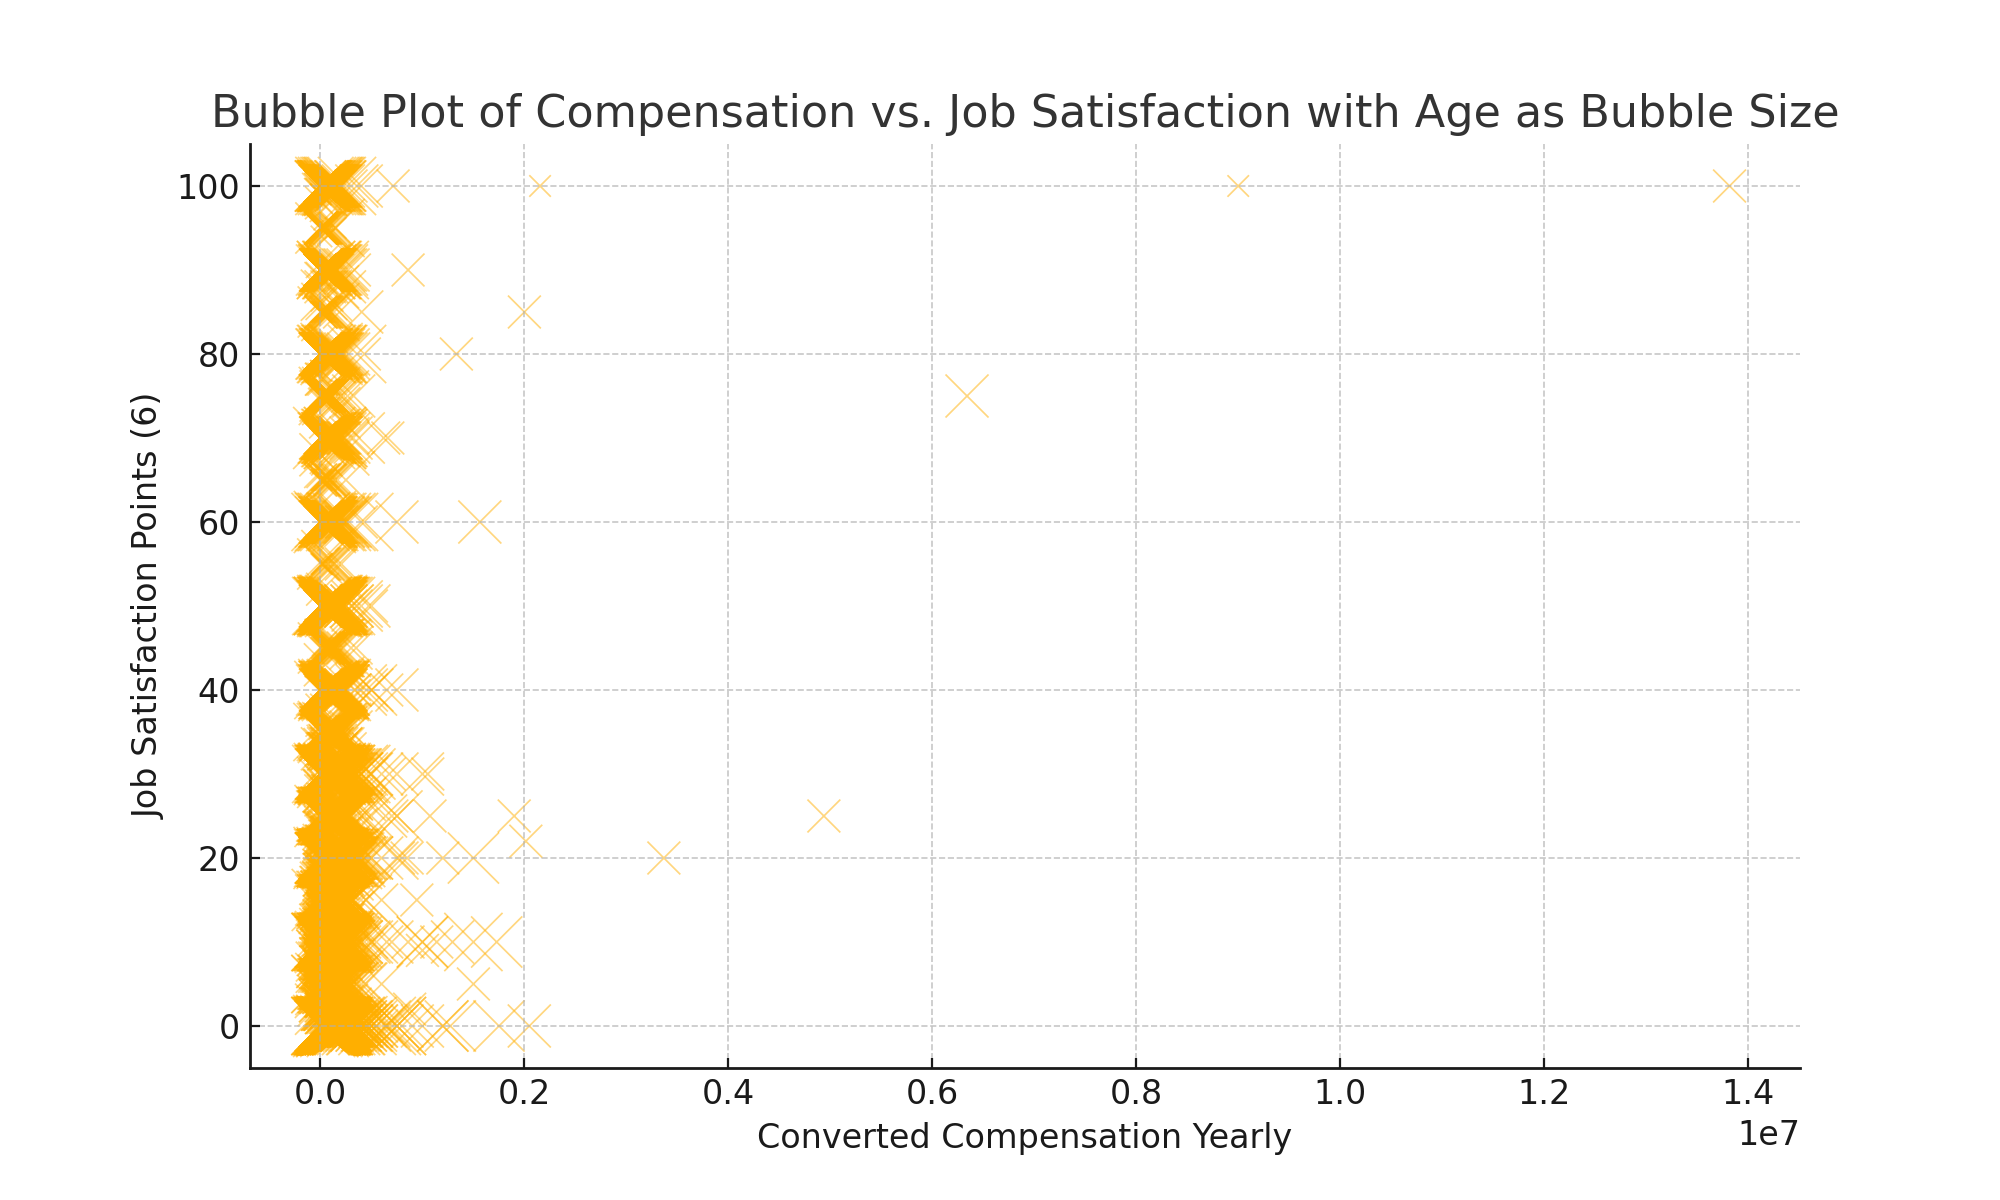 Bubble Plot of Compensation vs. Job Satisfaction with Age as Bubble Size
Job Satisfaction Points (6)
100
80
60
40
20
0
0.0 0.2 0.4 0.6 0.8 1.0 1.2 1.4
1e7
Converted Compensation Yearly